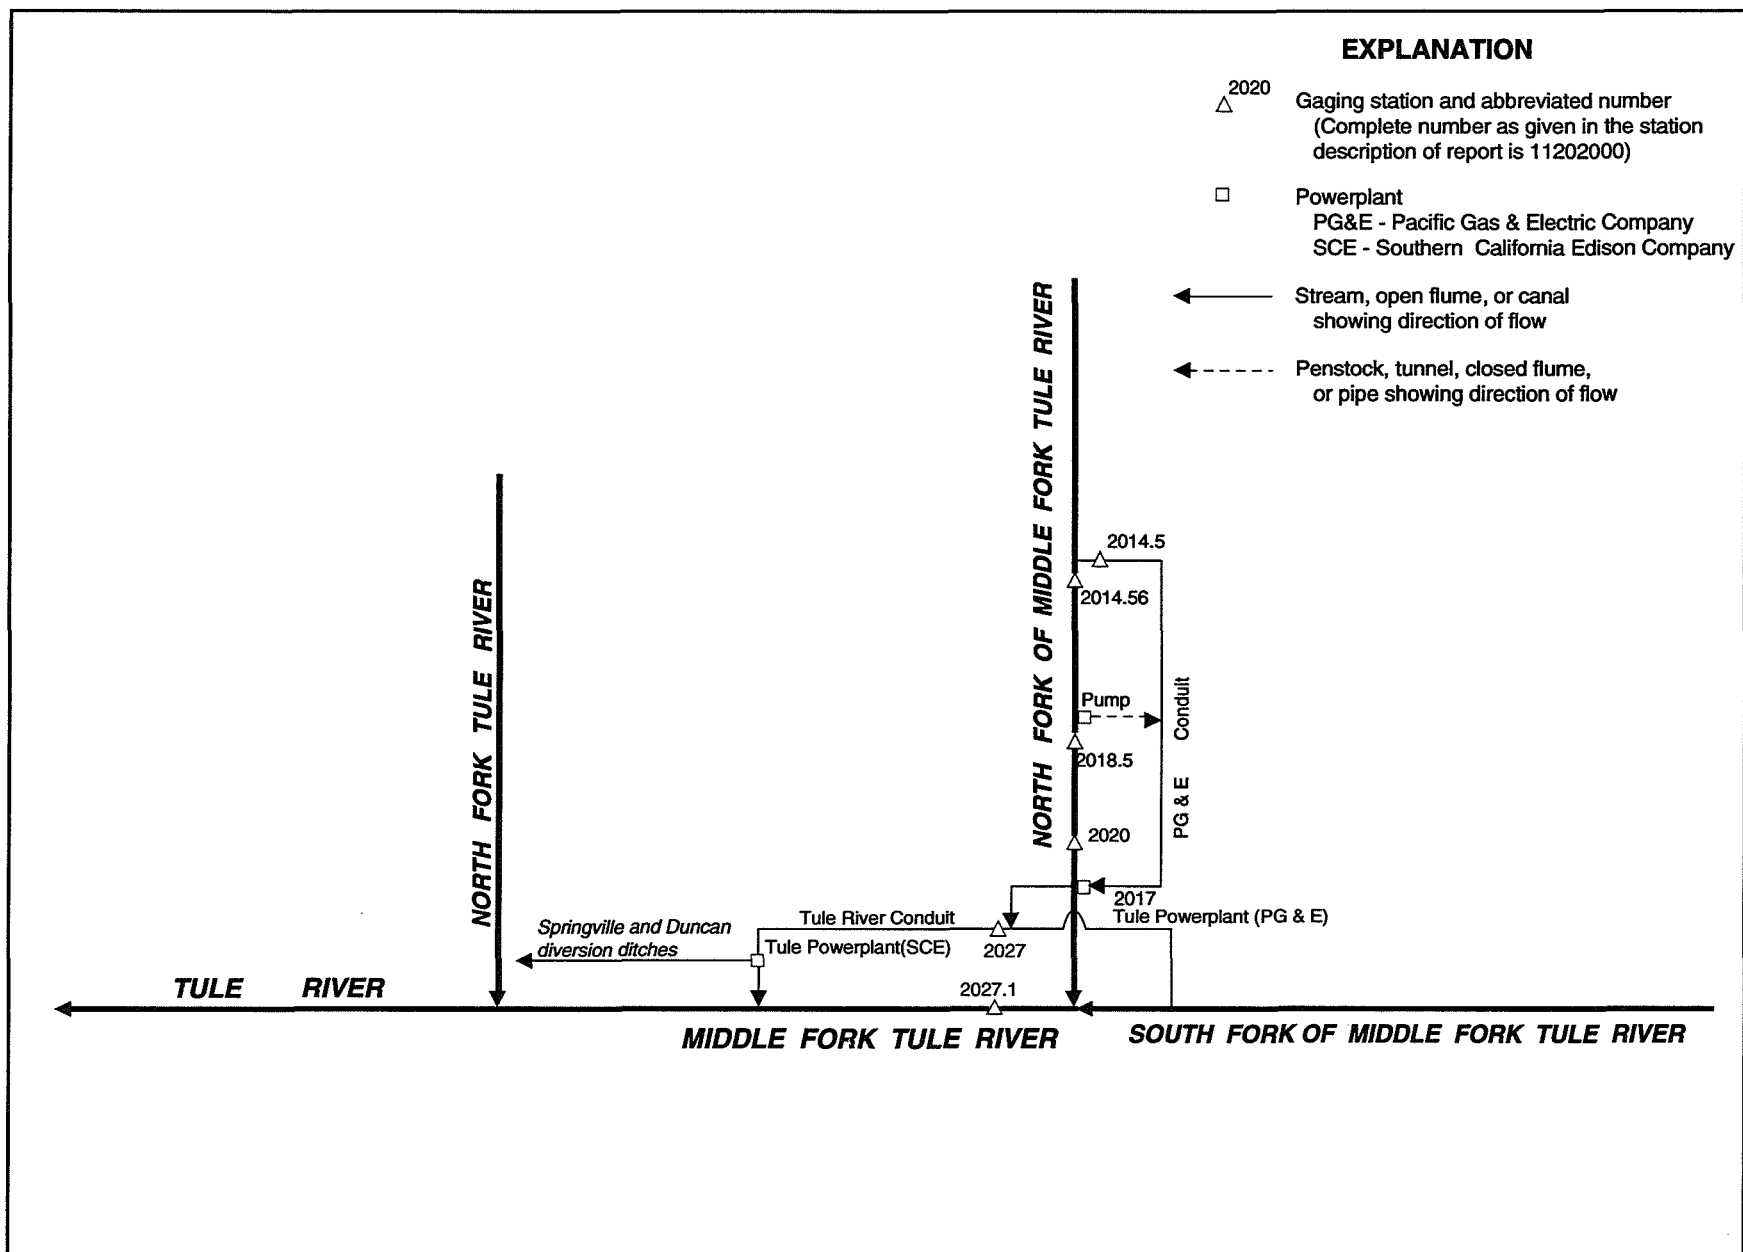 EXPLANATION
2020
Gaging station and abbreviated number
(Complete number as given in the station
description of report is 11202000)
Powerplant
PG&E - Pacific Gas & Electric Company
SCE - Southern California Edison Company
Stream, open flume, or canal
showing direction of flow
Penstock, tunnel, closed flume,
or pipe showing direction of flow
NORTH FORK OF MIDDLE FORK TULE RIVER
NORTH FORK TULE RIVER
2014.5
2014.56
Pump
PG & E Conduit
2018.5
2020
2017
Tule Powerplant (PG & E)
Tule River Conduit
2027
Springville and Duncan
diversion ditches
Tule Powerplant(SCE)
2027.1
TULE RIVER
MIDDLE FORK TULE RIVER
SOUTH FORK OF MIDDLE FORK TULE RIVER